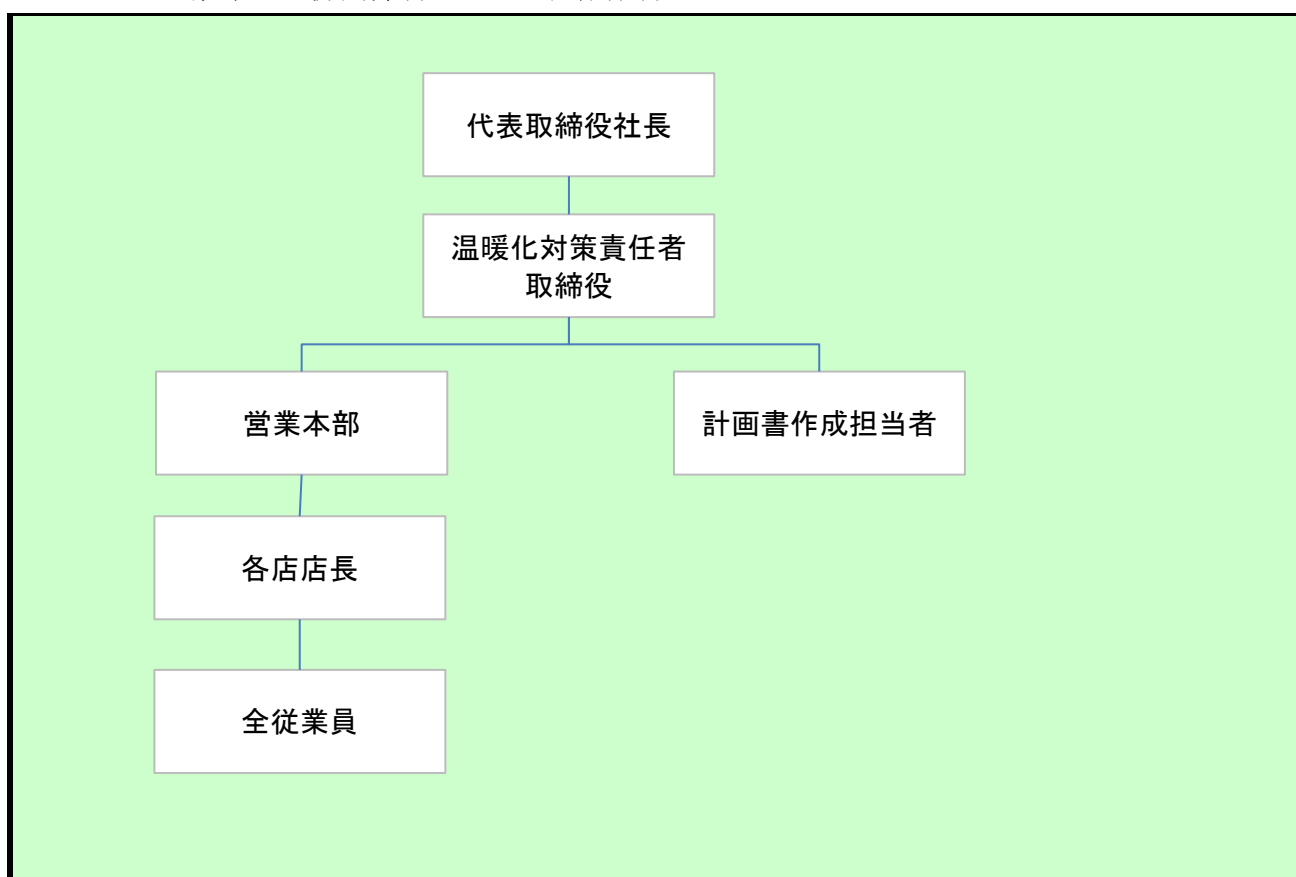 代表取締役社長
温暖化対策責任者
取締役
営業本部
計画書作成担当者
各店店長
全従業員